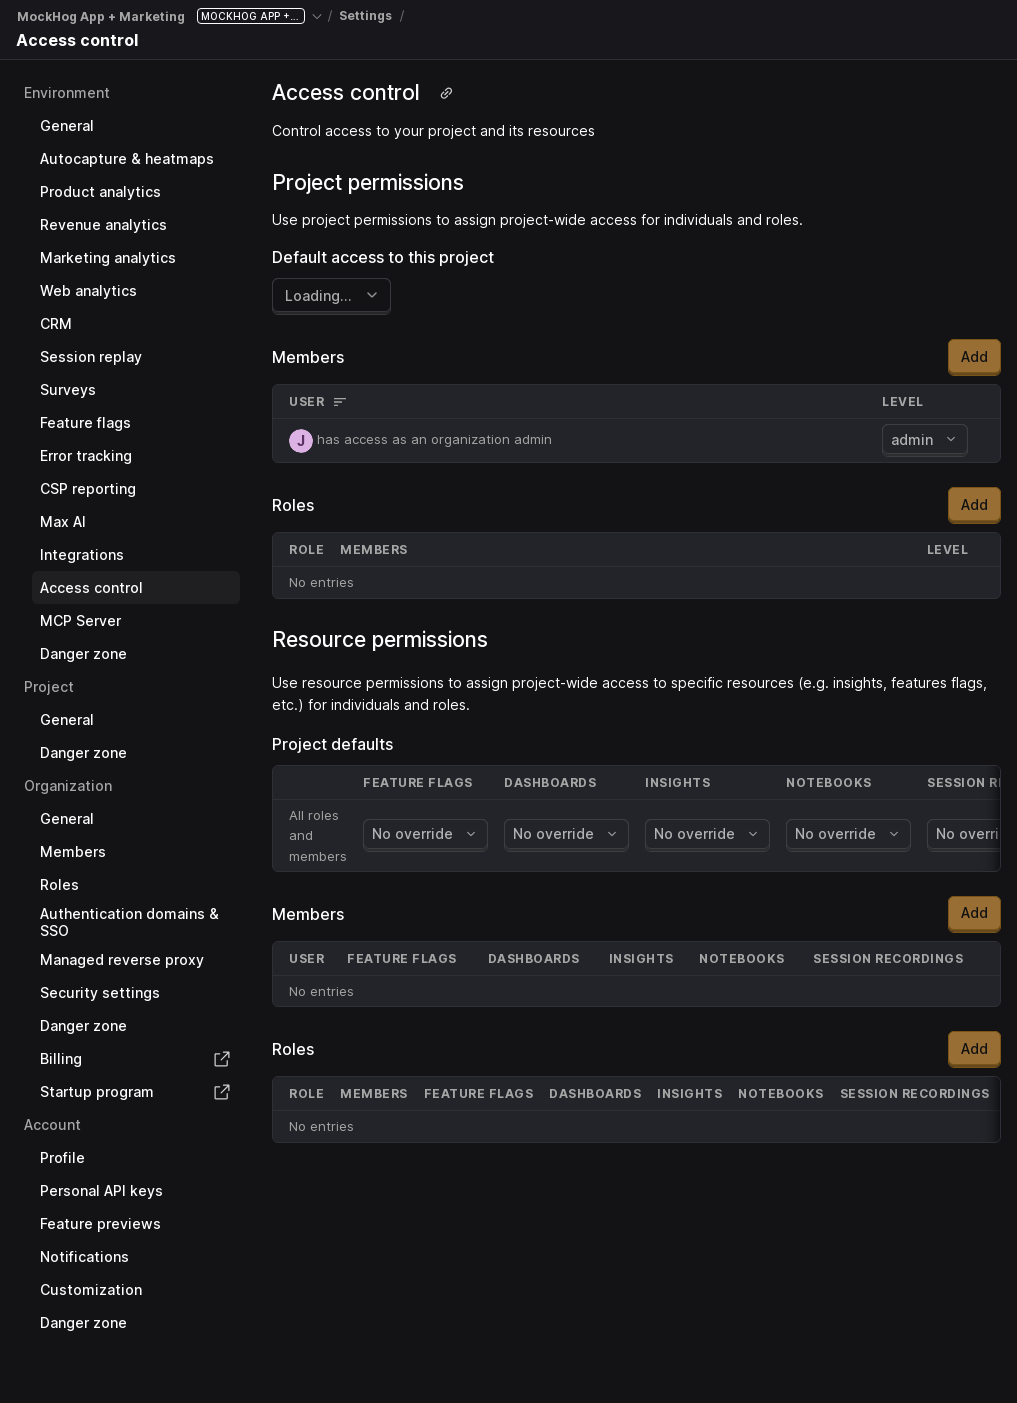 MockHog App + Marketing MOCKHOG APP +... / Settings /
Access control
Environment
General
Autocapture & heatmaps
Product analytics
Revenue analytics
Marketing analytics
Web analytics
CRM
Session replay
Surveys
Feature flags
Error tracking
CSP reporting
Max AI
Integrations
Access control
MCP Server
Danger zone
Project
General
Danger zone
Organization
General
Members
Roles
Authentication domains &
SSO
Managed reverse proxy
Security settings
Danger zone
Billing
Startup program
Account
Profile
Personal API keys
Feature previews
Notifications
Customization
Danger zone
Access control
Control access to your project and its resources
Project permissions
Use project permissions to assign project-wide access for individuals and roles.
Default access to this project
Loading...
Members Add
USER LEVEL
J has access as an organization admin admin
Roles Add
ROLE MEMBERS LEVEL
No entries
Resource permissions
Use resource permissions to assign project-wide access to specific resources (e.g. insights, features flags,
etc.) for individuals and roles.
Project defaults
FEATURE FLAGS DASHBOARDS INSIGHTS NOTEBOOKS SESSION RE
All roles
and
members
No override No override No override No override No overri
Members Add
USER FEATURE FLAGS DASHBOARDS INSIGHTS NOTEBOOKS SESSION RECORDINGS
No entries
Roles Add
ROLE MEMBERS FEATURE FLAGS DASHBOARDS INSIGHTS NOTEBOOKS SESSION RECORDINGS
No entries